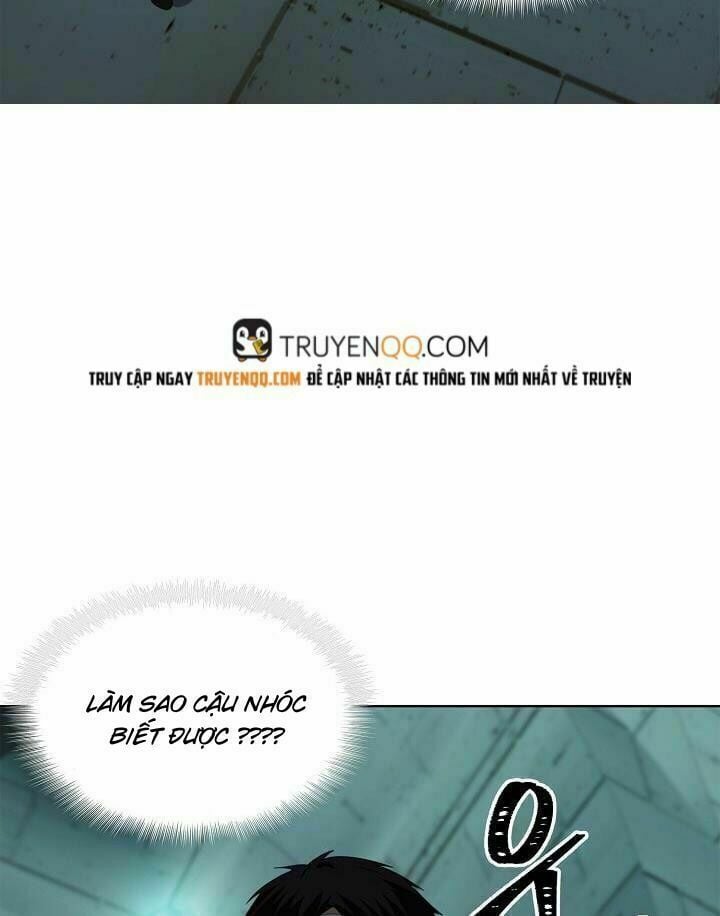 TRUYENQQ.COM
TRUY CẬP NGAY TRUYENQQ.COM ĐỂ CẬP NHẬT CÁC THÔNG TIN MỚI NHẤT VỀ TRUYỆN
LÀM SAO CẬU NHÓC
BIẾT ĐƯỢC ????